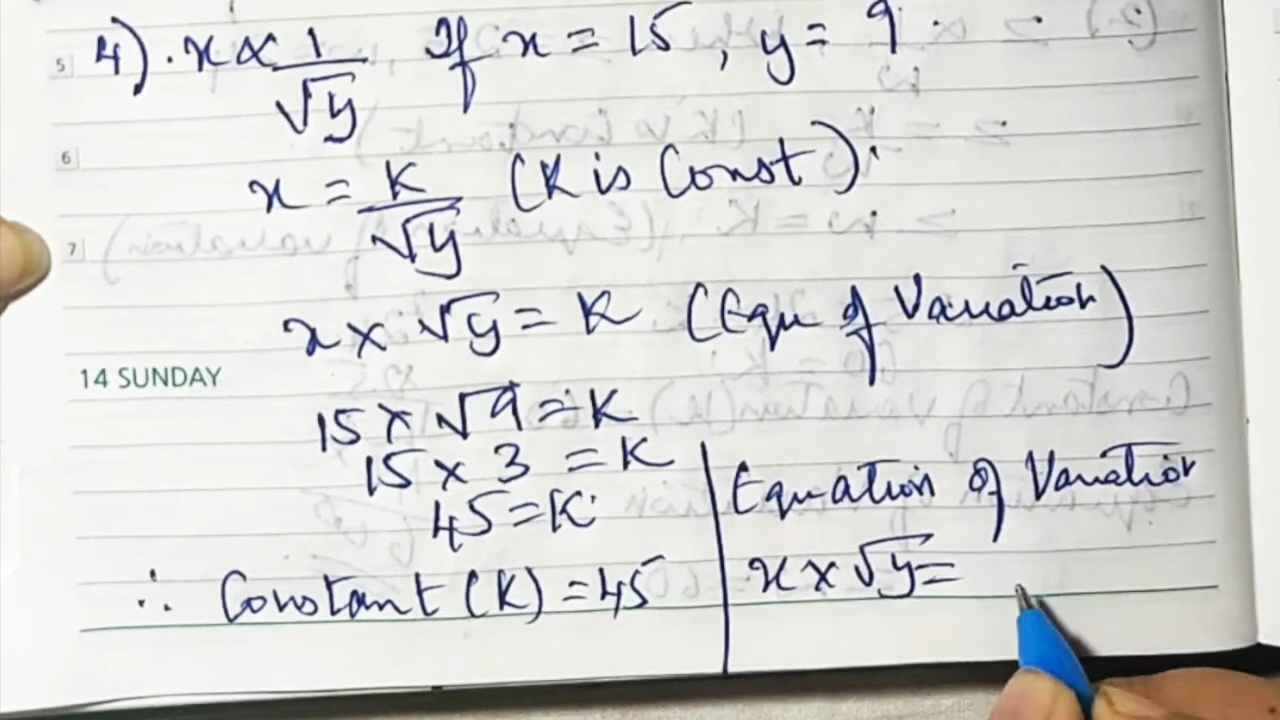 5
4) . x ∝ 1/√y If x = 15, y = 9
6
x = K/√y (K is Const).
7
x × √y = K (Equ of Variation)
14 SUNDAY
15 × √9 = K
15 × 3 = K
45 = K
∴ Constant (K) = 45
Equation of Variation
x × √y =